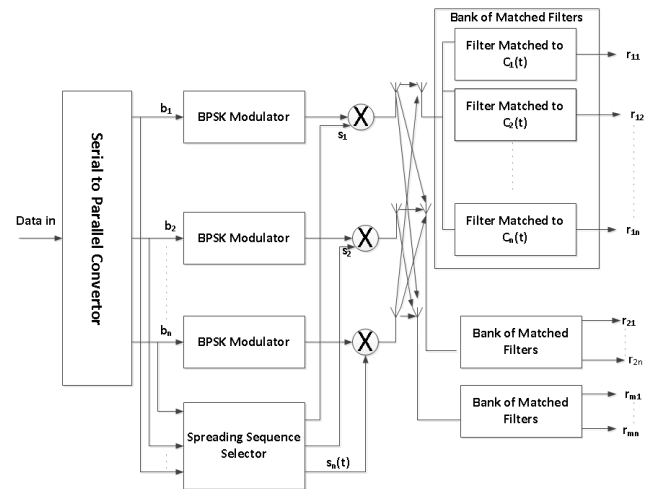 Bank of Matched Filters
Filter Matched to
C₁(t)
r₁₁
Filter Matched to
C₂(t)
r₁₂
Filter Matched to
Cₙ(t)
r₁ₙ
Data in
Serial to Parallel Convertor
b₁
BPSK Modulator
X
s₁
b₂
BPSK Modulator
X
s₂
bₙ
BPSK Modulator
X
Spreading Sequence
Selector
sₙ(t)
Bank of Matched
Filters
r₂₁
r₂ₙ
Bank of Matched
Filters
rₘ₁
rₘₙ